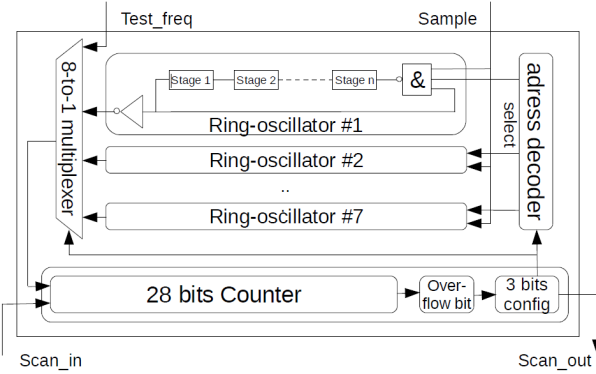 Test_freq
Sample
8-to-1 multiplexer
Stage 1
Stage 2
Stage n
&
adress decoder
select
Ring-oscillator #1
Ring-oscillator #2
..
Ring-oscillator #7
28 bits Counter
Over-
flow bit
3 bits
config
Scan_in
Scan_out